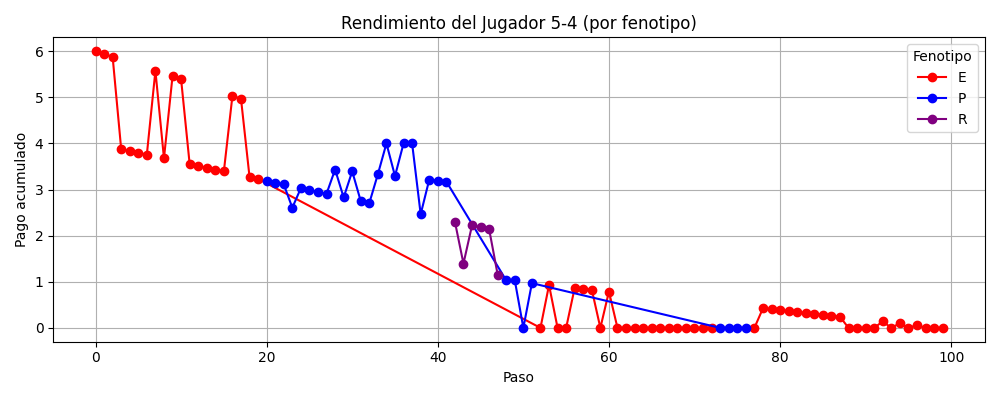 Rendimiento del Jugador 5-4 (por fenotipo)
Pago acumulado
6
5
4
3
2
1
0
0 20 40 60 80 100
Paso
Fenotipo
E
P
R